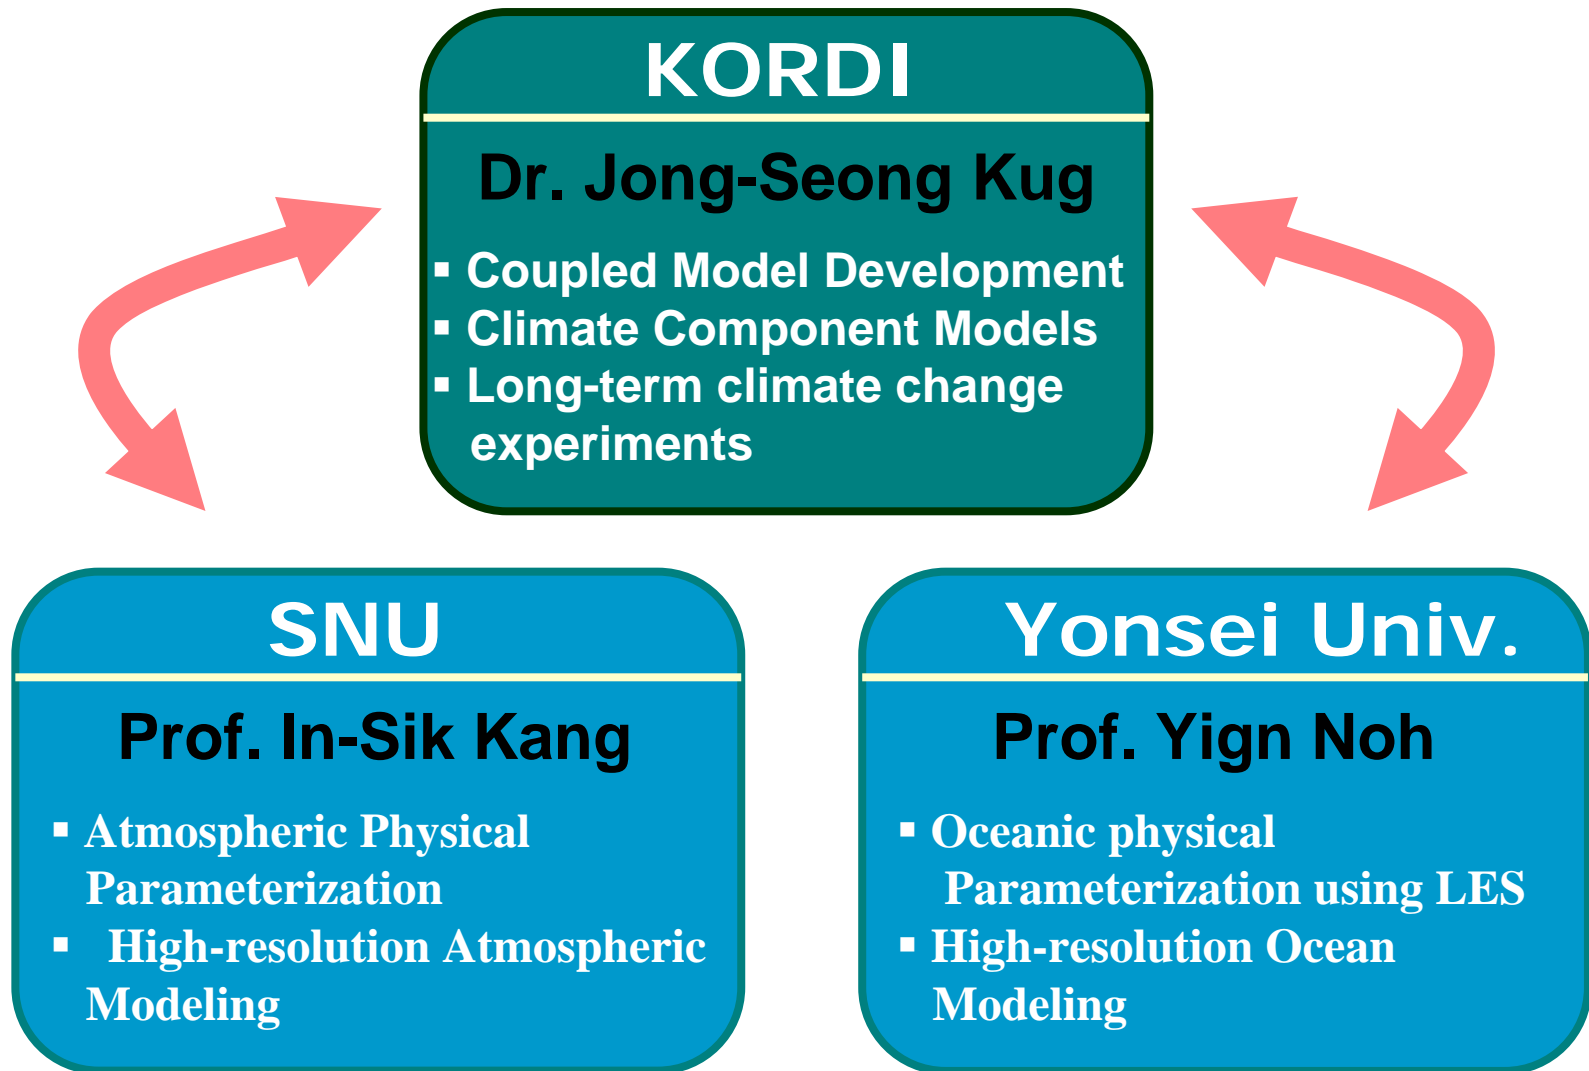 KORDI
Dr. Jong-Seong Kug
▪ Coupled Model Development
▪ Climate Component Models
▪ Long-term climate change
experiments
SNU
Prof. In-Sik Kang
▪ Atmospheric Physical
Parameterization
▪ High-resolution Atmospheric
Modeling
Yonsei Univ.
Prof. Yign Noh
▪ Oceanic physical
Parameterization using LES
▪ High-resolution Ocean
Modeling